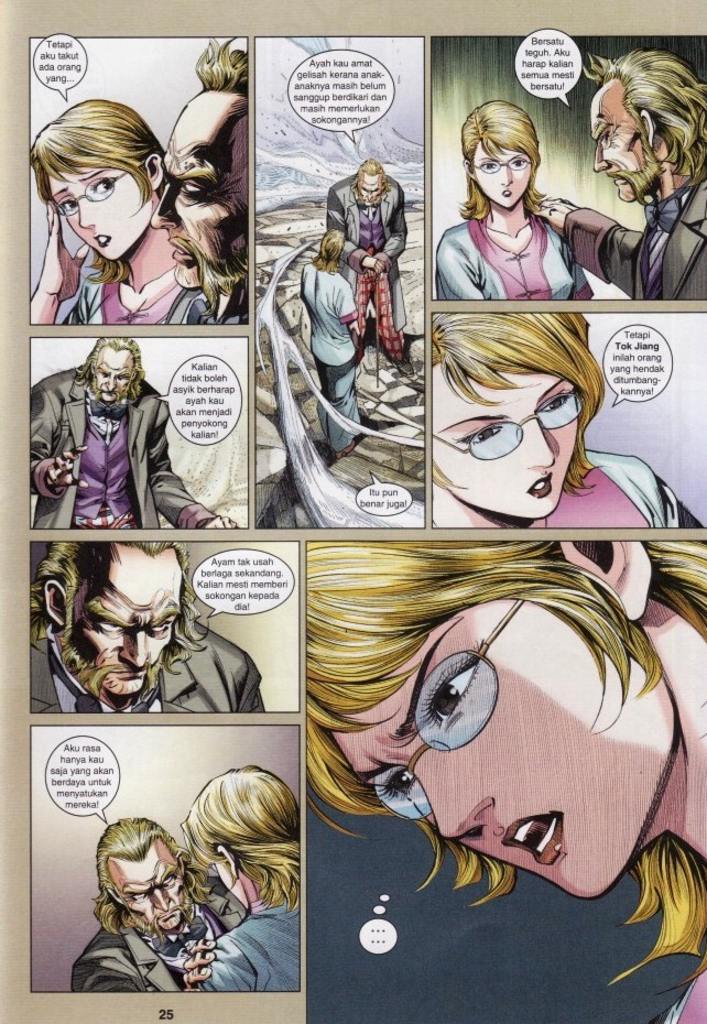 Tetapi
aku takut
ada orang
yang...
Ayah kau amat
gelisah kerana anak-
anaknya masih belum
sanggup berdikari dan
masih memerlukan
sokongannya!
Bersatu
teguh. Aku
harap kalian
semua mesti
bersatu!
Kalian
tidak boleh
asyik berharap
ayah kau
akan menjadi
penyokong
kalian!
Itu pun
benar juga!
Tetapi
Tok Jiang
inilah orang
yang hendak
ditumbang-
kannya!
Ayam tak usah
berlaga sekandang.
Kalian mesti memberi
sokongan kepada
dia!
Aku rasa
hanya kau
saja yang akan
berdaya untuk
menyatukan
mereka!
...
...
25